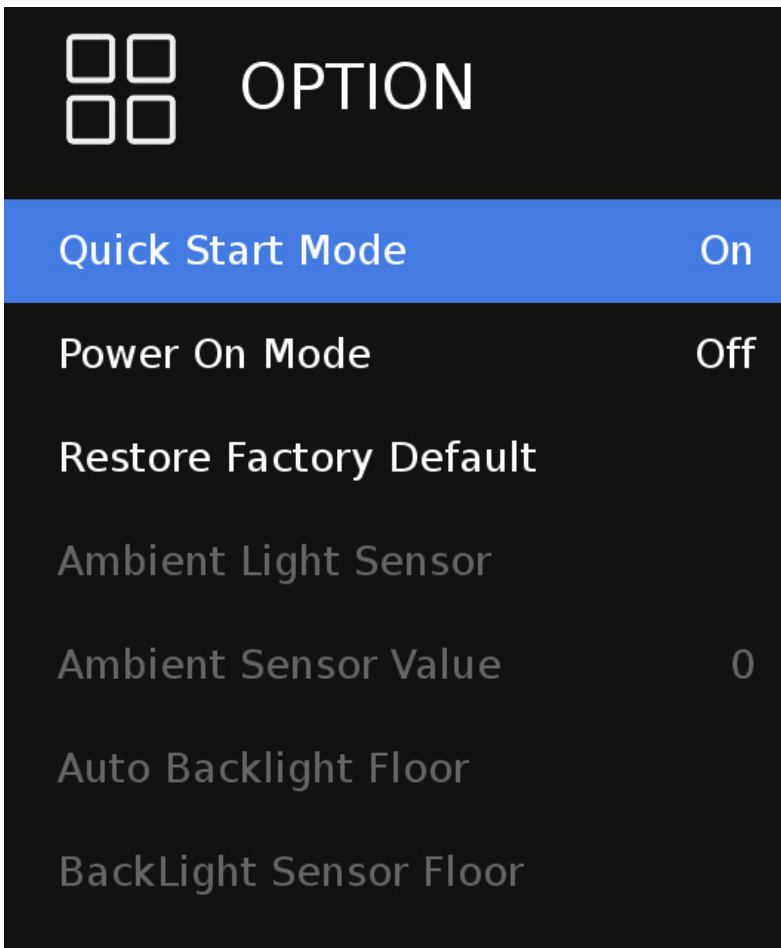 OPTION
Quick Start Mode On
Power On Mode Off
Restore Factory Default
Ambient Light Sensor
Ambient Sensor Value 0
Auto Backlight Floor
BackLight Sensor Floor